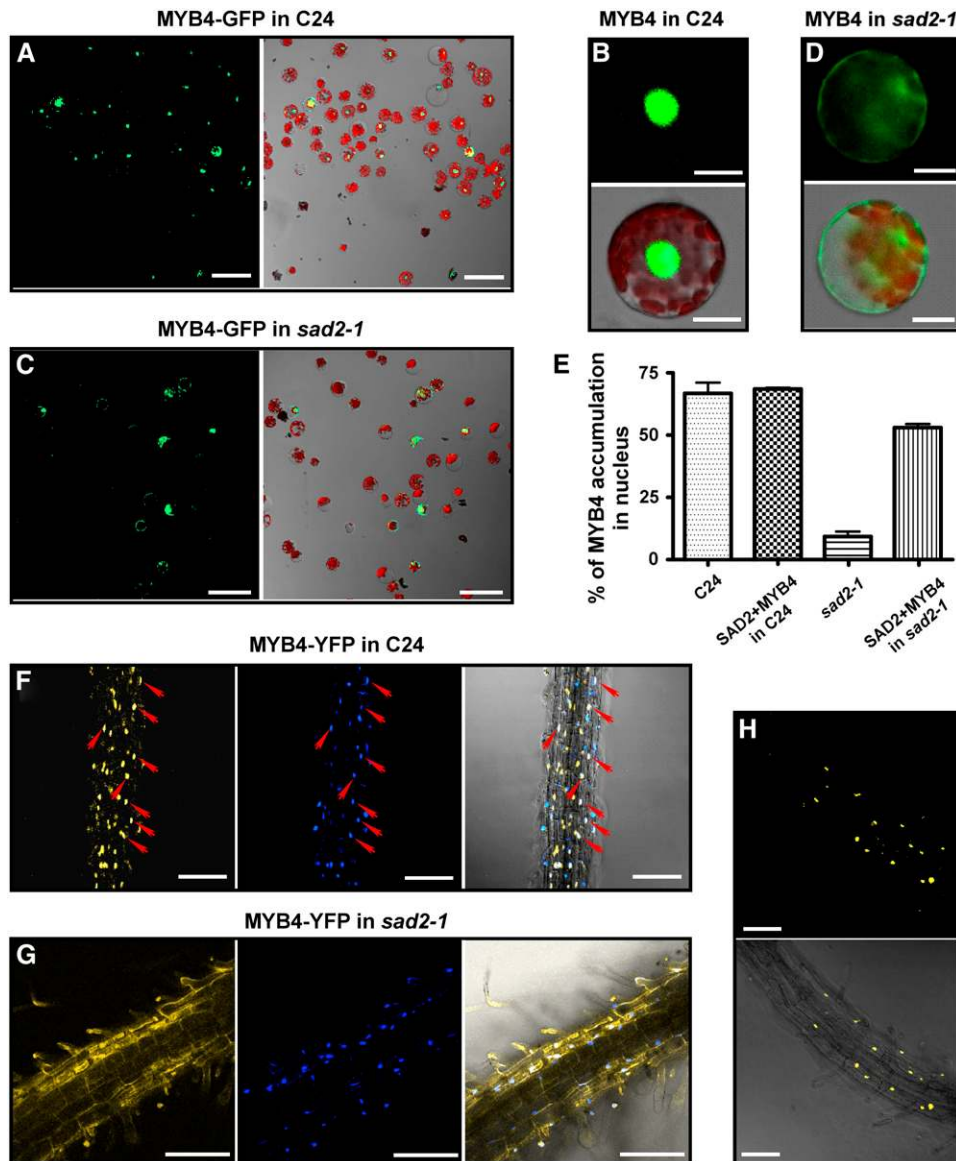 MYB4-GFP in C24
A
MYB4 in C24
B
MYB4 in sad2-1
D
MYB4-GFP in sad2-1
C
E
% of MYB4 accumulation
in nucleus
75
50
25
0
C24
SAD2+MYB4
in C24
sad2-1
SAD2+MYB4
in sad2-1
MYB4-YFP in C24
F
H
MYB4-YFP in sad2-1
G